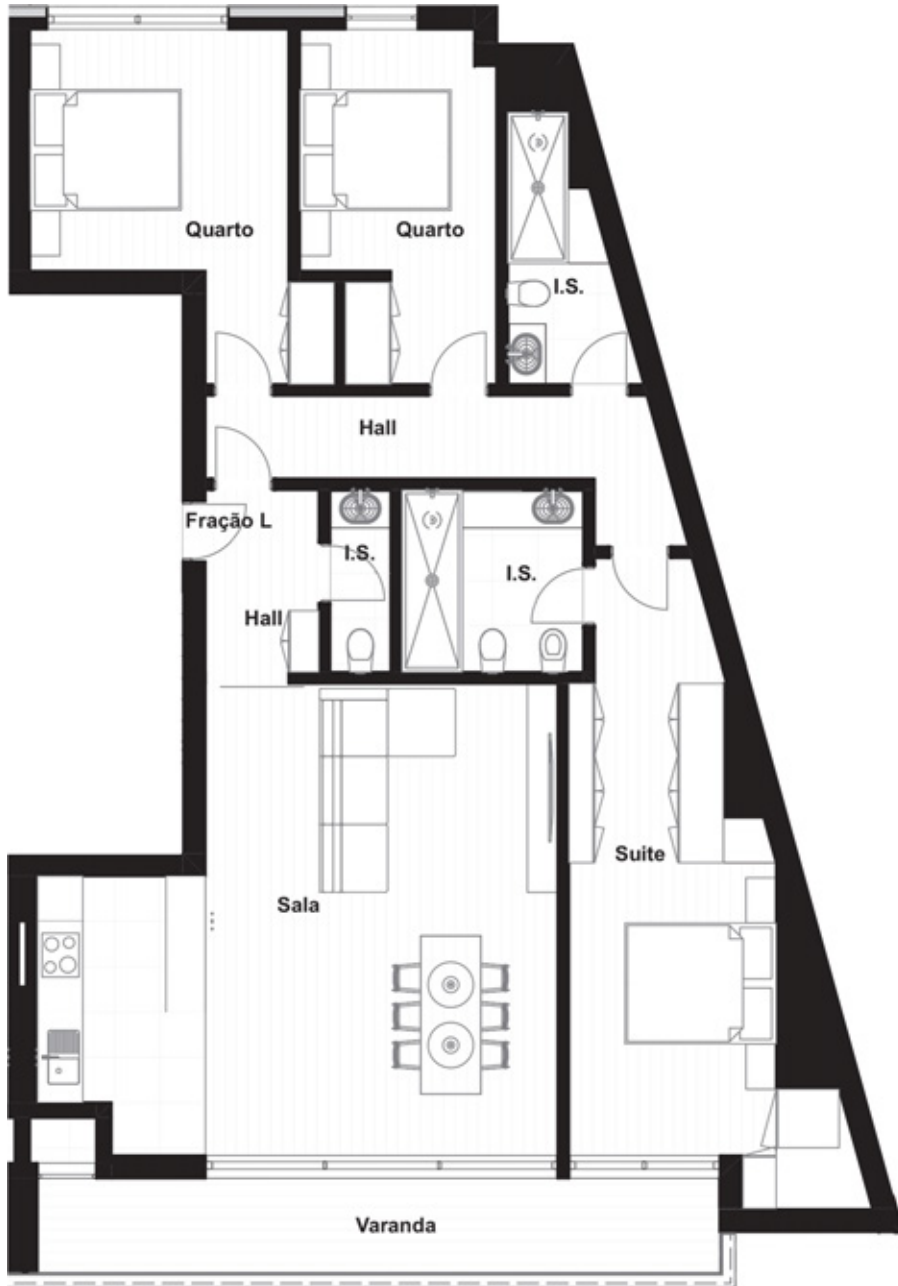 Quarto
Quarto
I.S.
Hall
Fração L
I.S.
I.S.
Hall
Suite
Sala
Varanda